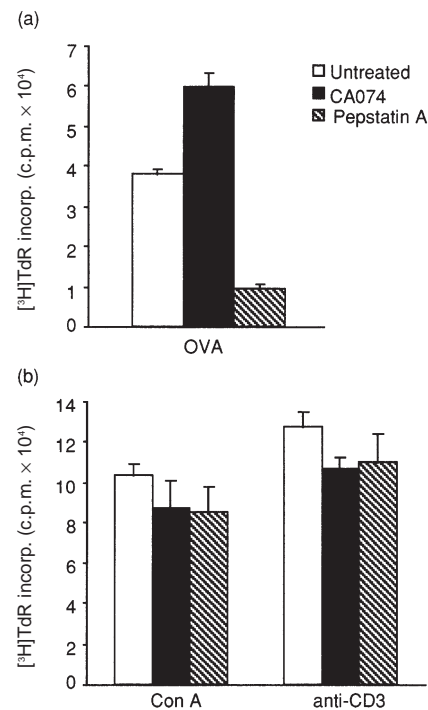 (a)
7
6
5
4
3
2
1
0
[³H]TdR incorp. (c.p.m. × 10⁴)
Untreated
CA074
Pepstatin A
OVA
(b)
14
12
10
8
6
4
2
0
[³H]TdR incorp. (c.p.m. × 10⁴)
Con A
anti-CD3